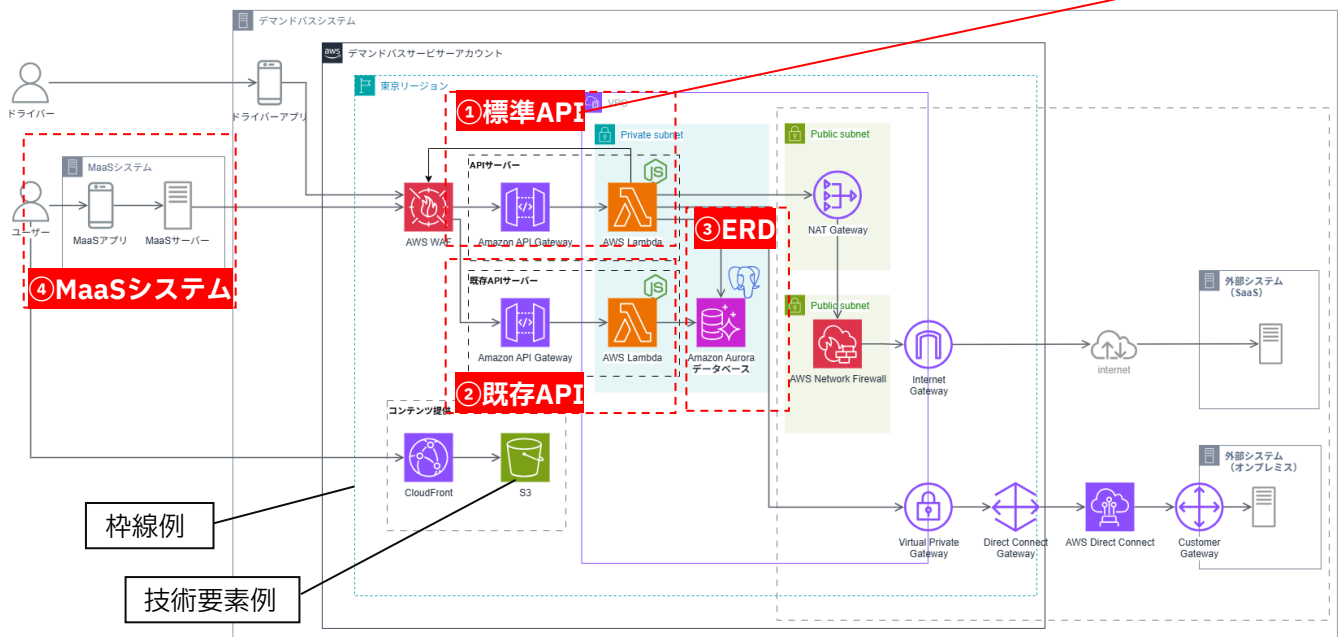 デマンドバスシステム
aws
デマンドバスサービサーアカウント
東京リージョン
VPC
①標準API
ドライバー
ドライバーアプリ
Private subnet
Public subnet
APIサーバー
JS
MaaSシステム
ユーザー
MaaSアプリ
MaaSサーバー
AWS WAF
Amazon API Gateway
AWS Lambda
NAT Gateway
③ERD
④MaaSシステム
既存APIサーバー
JS
Public subnet
外部システム
(SaaS)
Amazon API Gateway
AWS Lambda
Amazon Aurora
データベース
AWS Network Firewall
Internet
Gateway
internet
②既存API
コンテンツ提供
CloudFront
S3
外部システム
(オンプレミス)
枠線例
Virtual Private
Gateway
Direct Connect
Gateway
AWS Direct Connect
Customer
Gateway
技術要素例